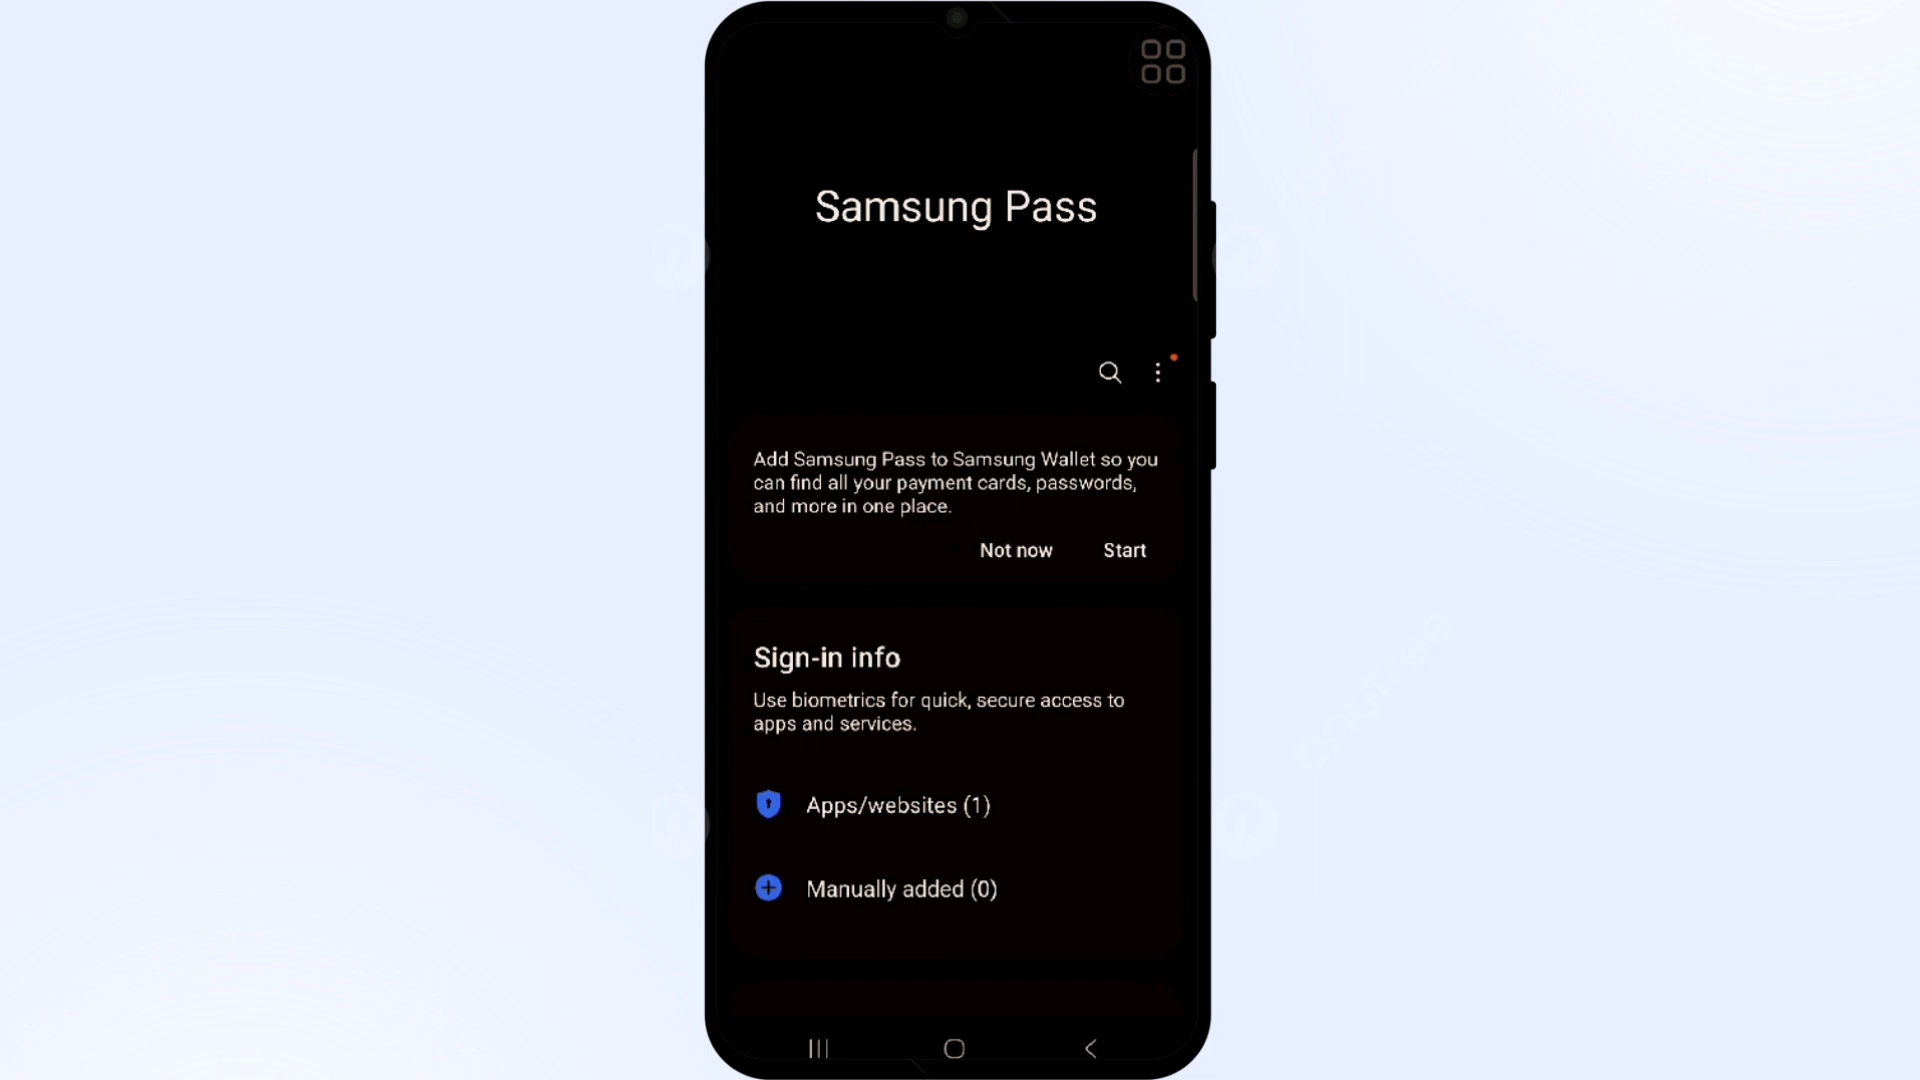 Samsung Pass
Add Samsung Pass to Samsung Wallet so you
can find all your payment cards, passwords,
and more in one place.
Not now Start
Sign-in info
Use biometrics for quick, secure access to
apps and services.
Apps/websites (1)
Manually added (0)